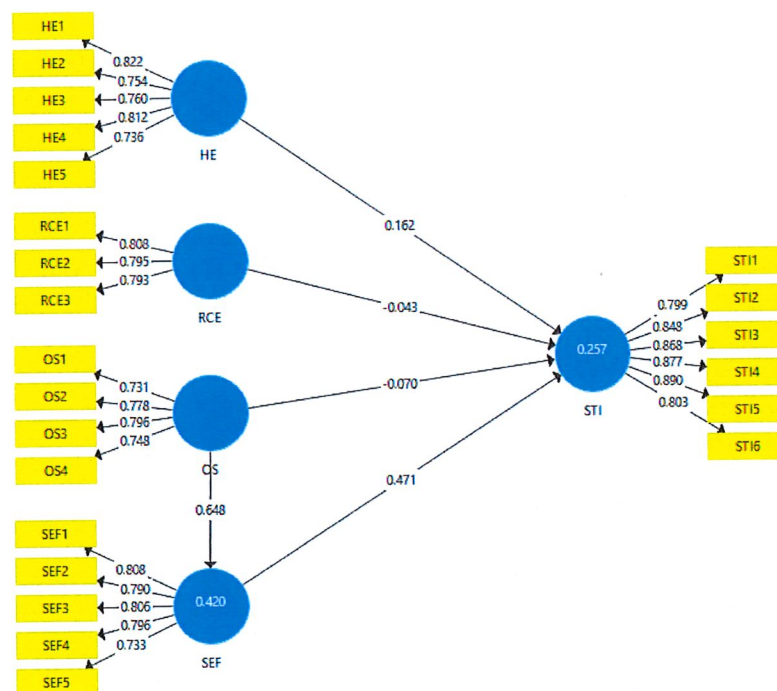 HE1
HE2
HE3
HE4
HE5
0.822
0.754
0.760
0.812
0.736
HE
0.162
RCE1
RCE2
RCE3
0.808
0.795
0.793
RCE
-0.043
OS1
OS2
OS3
OS4
0.731
0.778
0.796
0.748
OS
-0.070
0.648
SEF1
SEF2
SEF3
SEF4
SEF5
0.808
0.790
0.806
0.796
0.733
0.420
SEF
0.471
0.257
STI
0.799
0.848
0.868
0.877
0.890
0.803
STI1
STI2
STI3
STI4
STI5
STI6